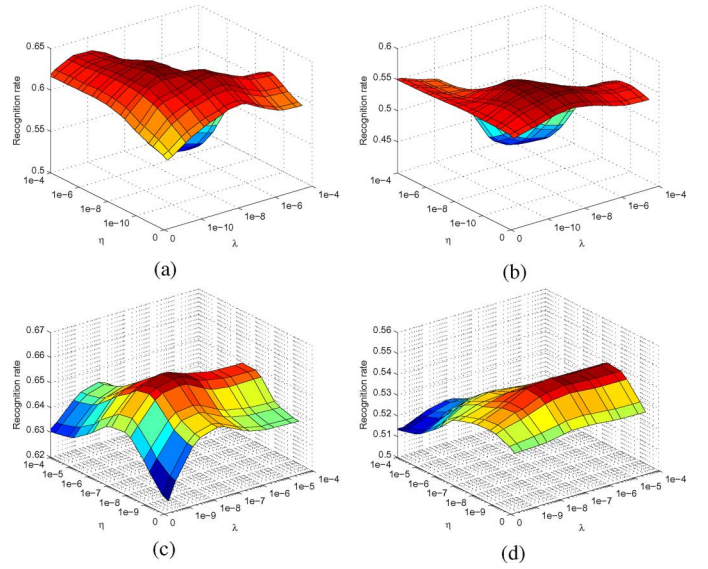 0.65
0.6
0.55
0.5
Recognition rate
1e-4
1e-6
1e-8
1e-10
0
η
0
1e-10
1e-8
1e-6
1e-4
λ
(a)
0.6
0.55
0.5
0.45
0.4
Recognition rate
1e-4
1e-6
1e-8
1e-10
0
η
0
1e-10
1e-8
1e-6
1e-4
λ
(b)
0.67
0.66
0.65
0.64
0.63
0.62
Recognition rate
1e-4
1e-5
1e-6
1e-7
1e-8
1e-9
0
η
0
1e-9
1e-8
1e-7
1e-6
1e-5
1e-4
λ
(c)
0.56
0.55
0.54
0.53
0.52
0.51
0.5
Recognition rate
1e-4
1e-5
1e-6
1e-7
1e-8
1e-9
0
η
0
1e-9
1e-8
1e-7
1e-6
1e-5
1e-4
λ
(d)